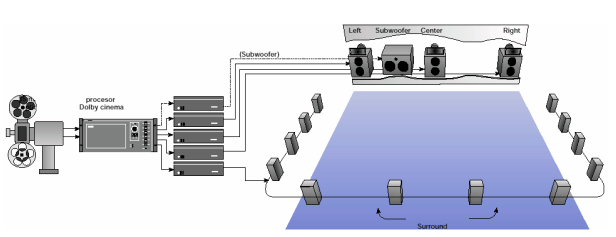 Left Subwoofer Center Right
(Subwoofer)
procesor
Dolby cinema
Surround